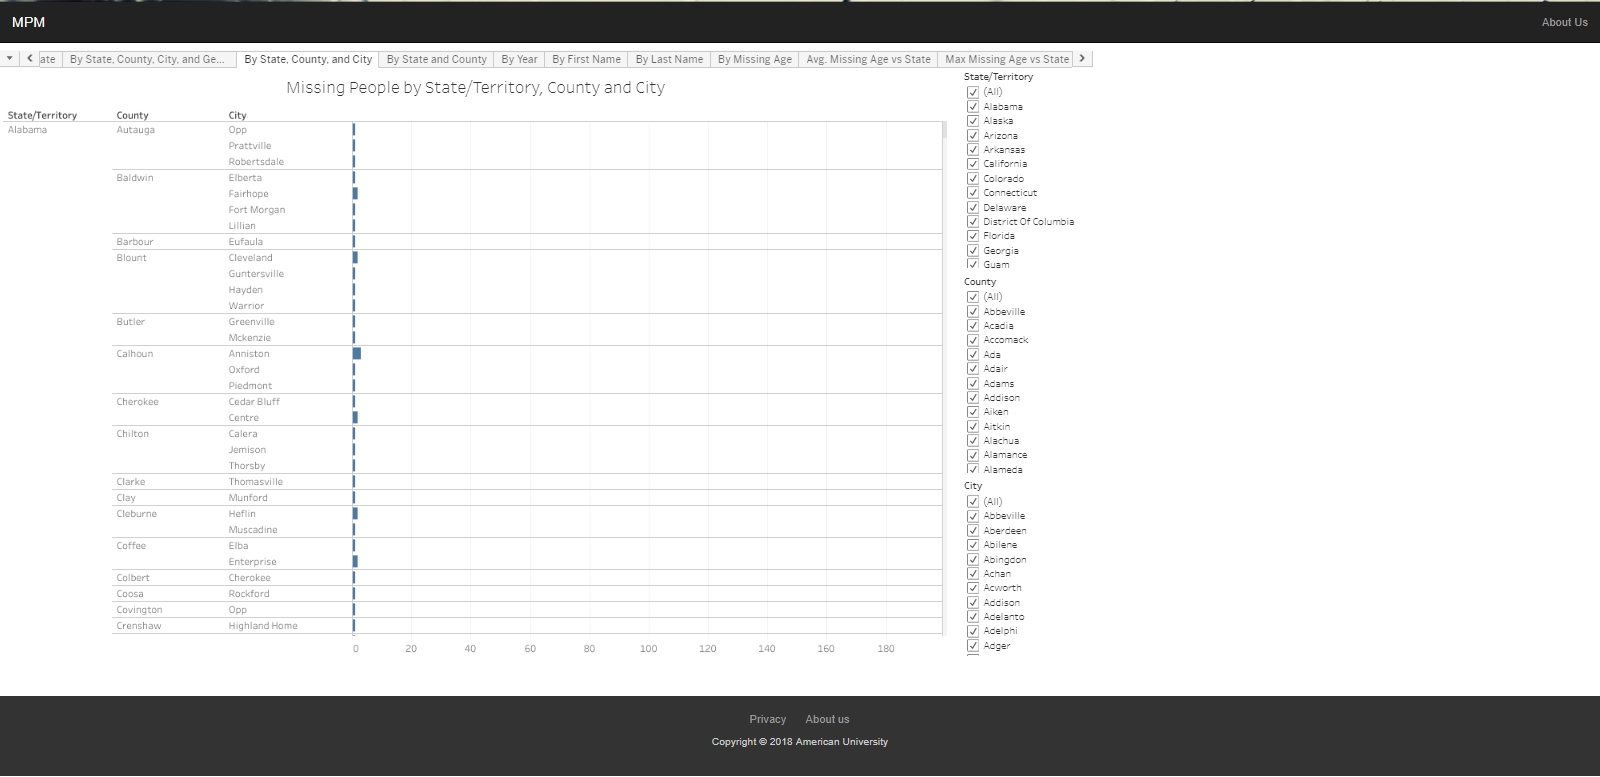 MPM About Us
ate By State, County, City, and Ge... By State, County, and City By State and County By Year By First Name By Last Name By Missing Age Avg. Missing Age vs State Max Missing Age vs State
Missing People by State/Territory, County and City
State/Territory County City
Alabama Autauga Opp
Prattville
Robertsdale
Baldwin Elberta
Fairhope
Fort Morgan
Lillian
Barbour Eufaula
Blount Cleveland
Guntersville
Hayden
Warrior
Butler Greenville
Mckenzie
Calhoun Anniston
Oxford
Piedmont
Cherokee Cedar Bluff
Centre
Chilton Calera
Jemison
Thorsby
Clarke Thomasville
Clay Munford
Cleburne Heflin
Muscadine
Coffee Elba
Enterprise
Colbert Cherokee
Coosa Rockford
Covington Opp
Crenshaw Highland Home
0 20 40 60 80 100 120 140 160 180
State/Territory
(All)
Alabama
Alaska
Arizona
Arkansas
California
Colorado
Connecticut
Delaware
District Of Columbia
Florida
Georgia
Guam
County
(All)
Abbeville
Acadia
Accomack
Ada
Adair
Adams
Addison
Aiken
Aitkin
Alachua
Alamance
Alameda
City
(All)
Abbeville
Aberdeen
Abilene
Abingdon
Achan
Acworth
Addison
Adelanto
Adelphi
Adger
Privacy About us
Copyright © 2018 American University